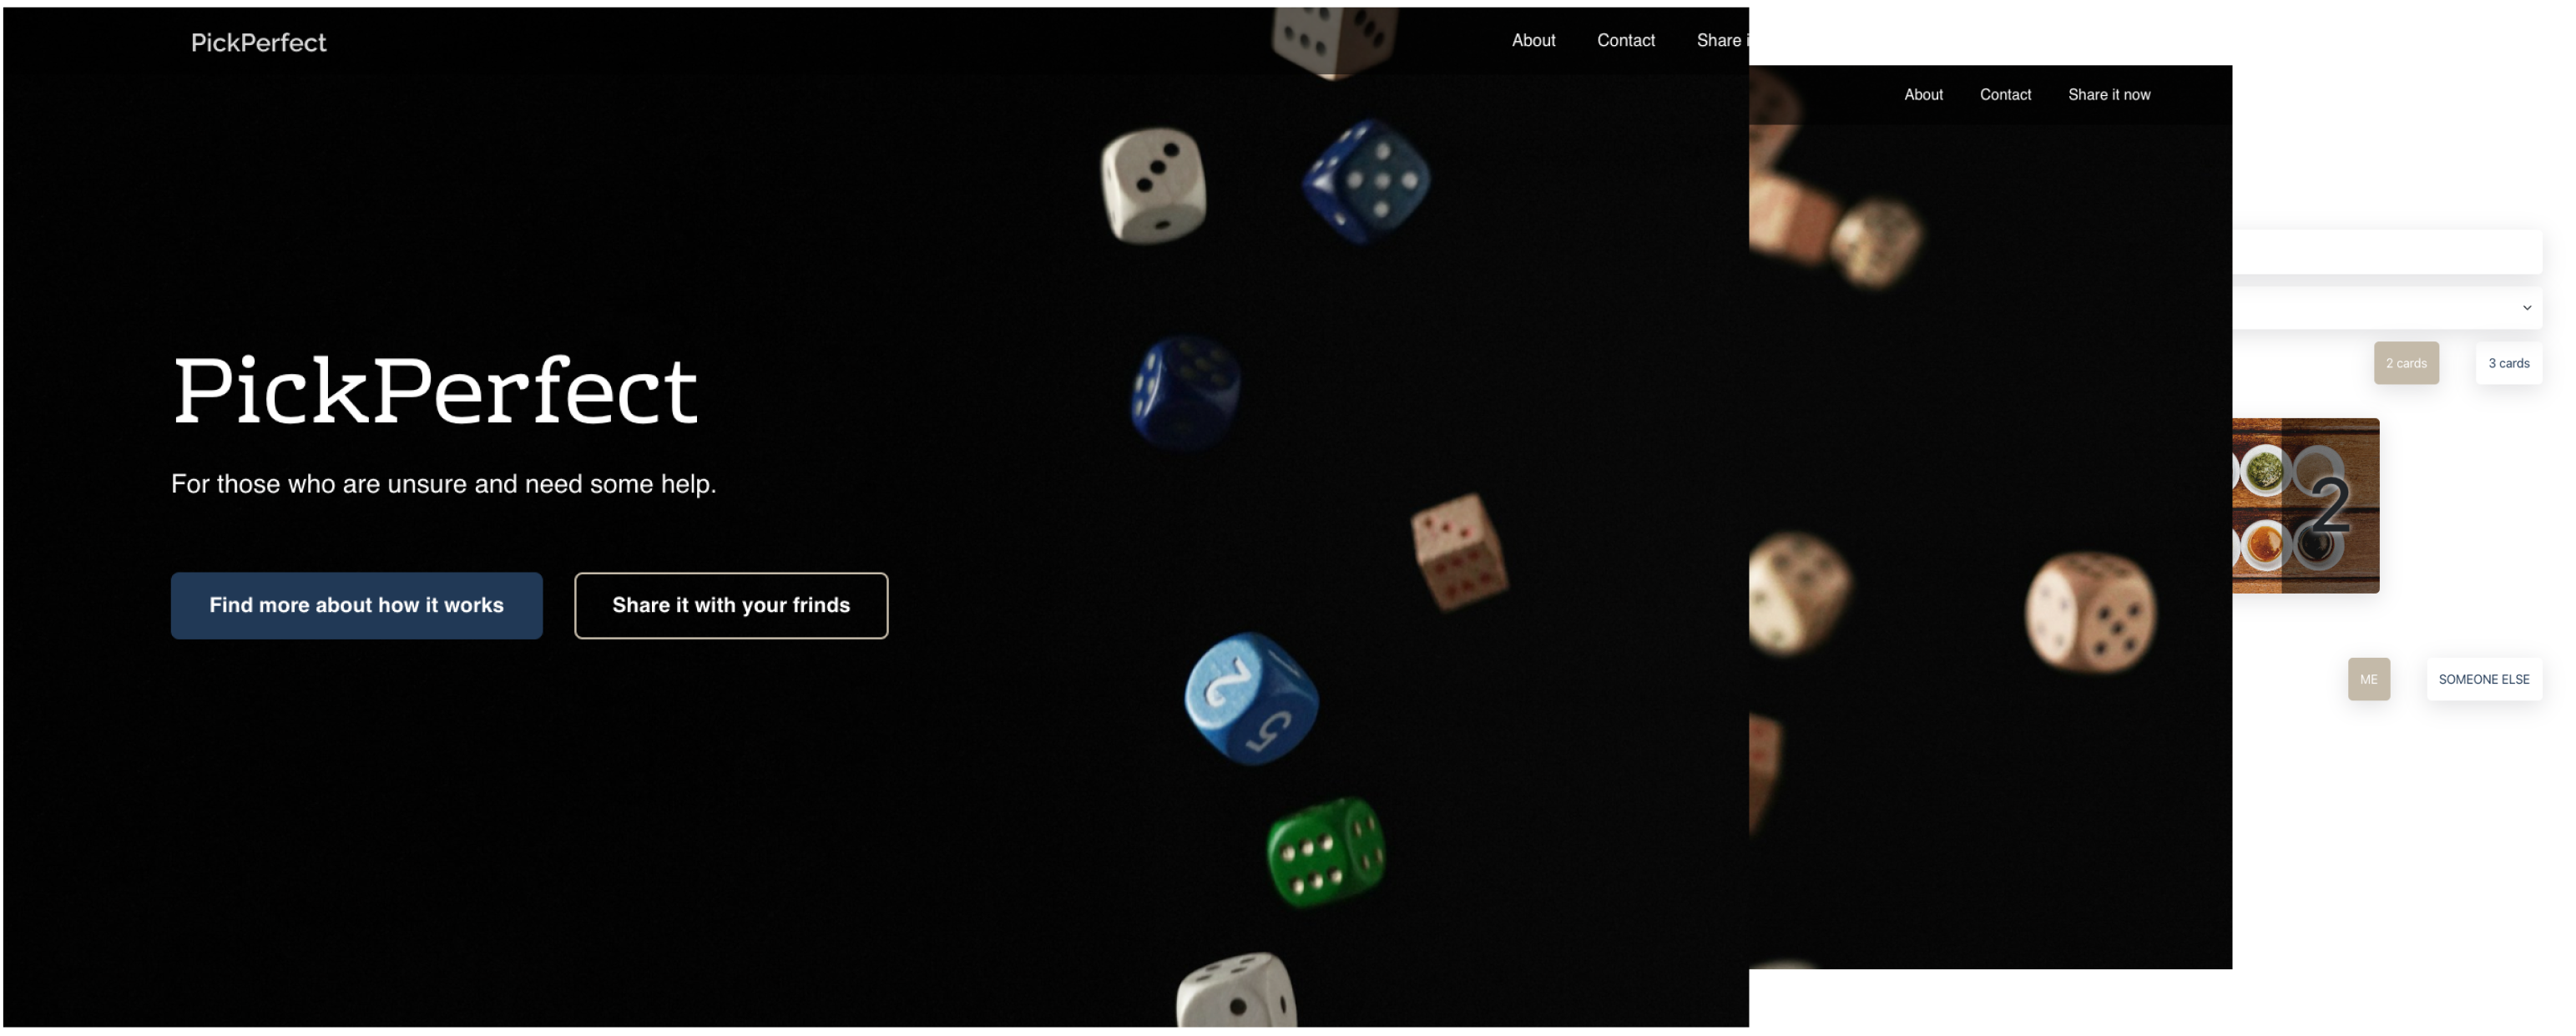 PickPerfect
About Contact Share i
PickPerfect
For those who are unsure and need some help.
Find more about how it works
Share it with your frinds
2
5
About Contact Share it now
2 cards
3 cards
2
ME
SOMEONE ELSE